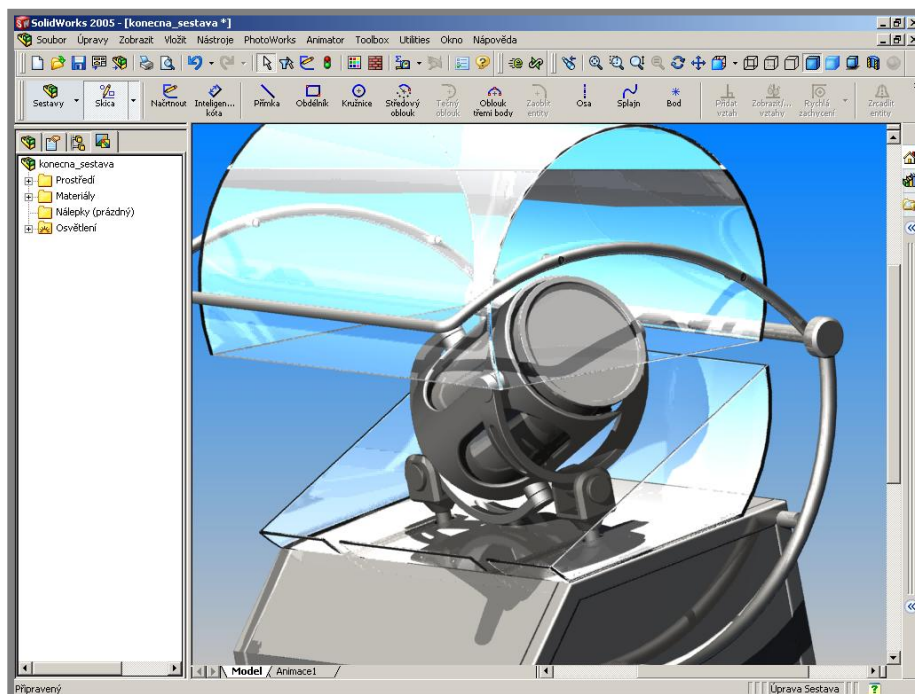 SolidWorks 2005 - [konecna_sestava *]
Soubor Úpravy Zobrazit Vložit Nástroje PhotoWorks Animator Toolbox Utilities Okno Nápověda
Sestavy Skica Načrtnout Inteligen... kóta Přímka Obdélník Kružnice Středový oblouk Tečný oblouk Oblouk třemi body Zaoblit entity Osa Splajn Bod Přidat vztah Zobrazit/... vztahy Rychlá zachycení Zrcadlit entity
konecna_sestava
Prostředí
Materiály
Nálepky (prázdný)
Osvětlení
Model Animace1
Připravený Úprava Sestava